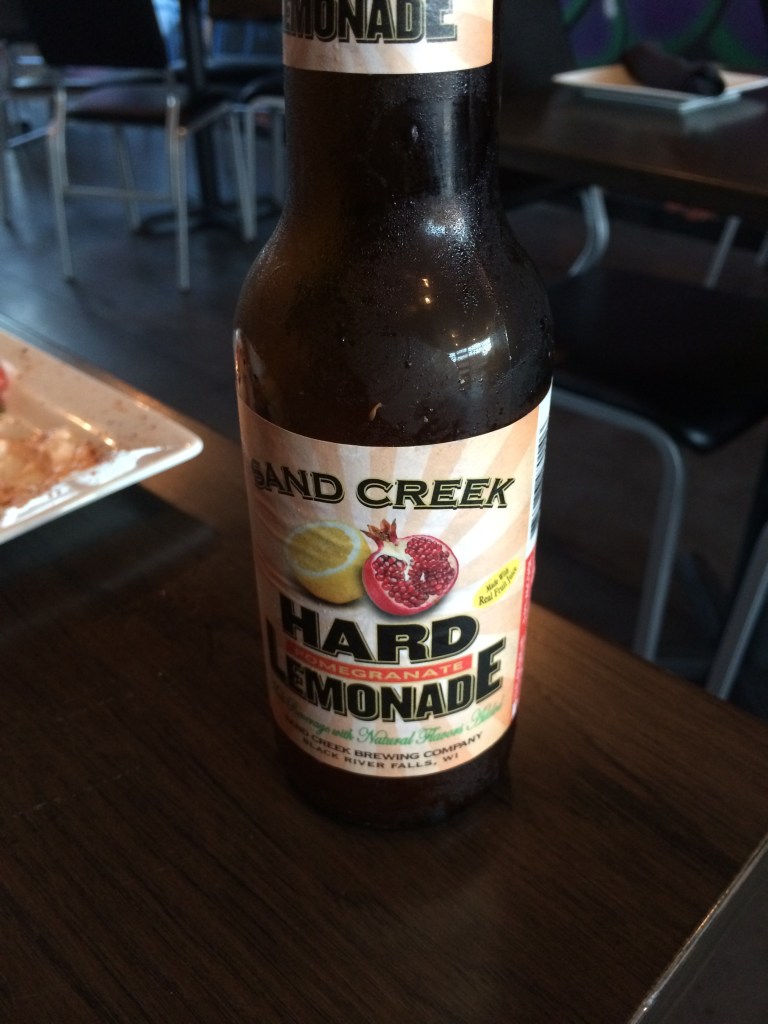 LEMONADE
SAND CREEK
Made With
Real Fruit Juice
HARD
POMEGRANATE
LEMONADE
Beverage with Natural Flavors Added
SAND CREEK BREWING COMPANY
BLACK RIVER FALLS, WI